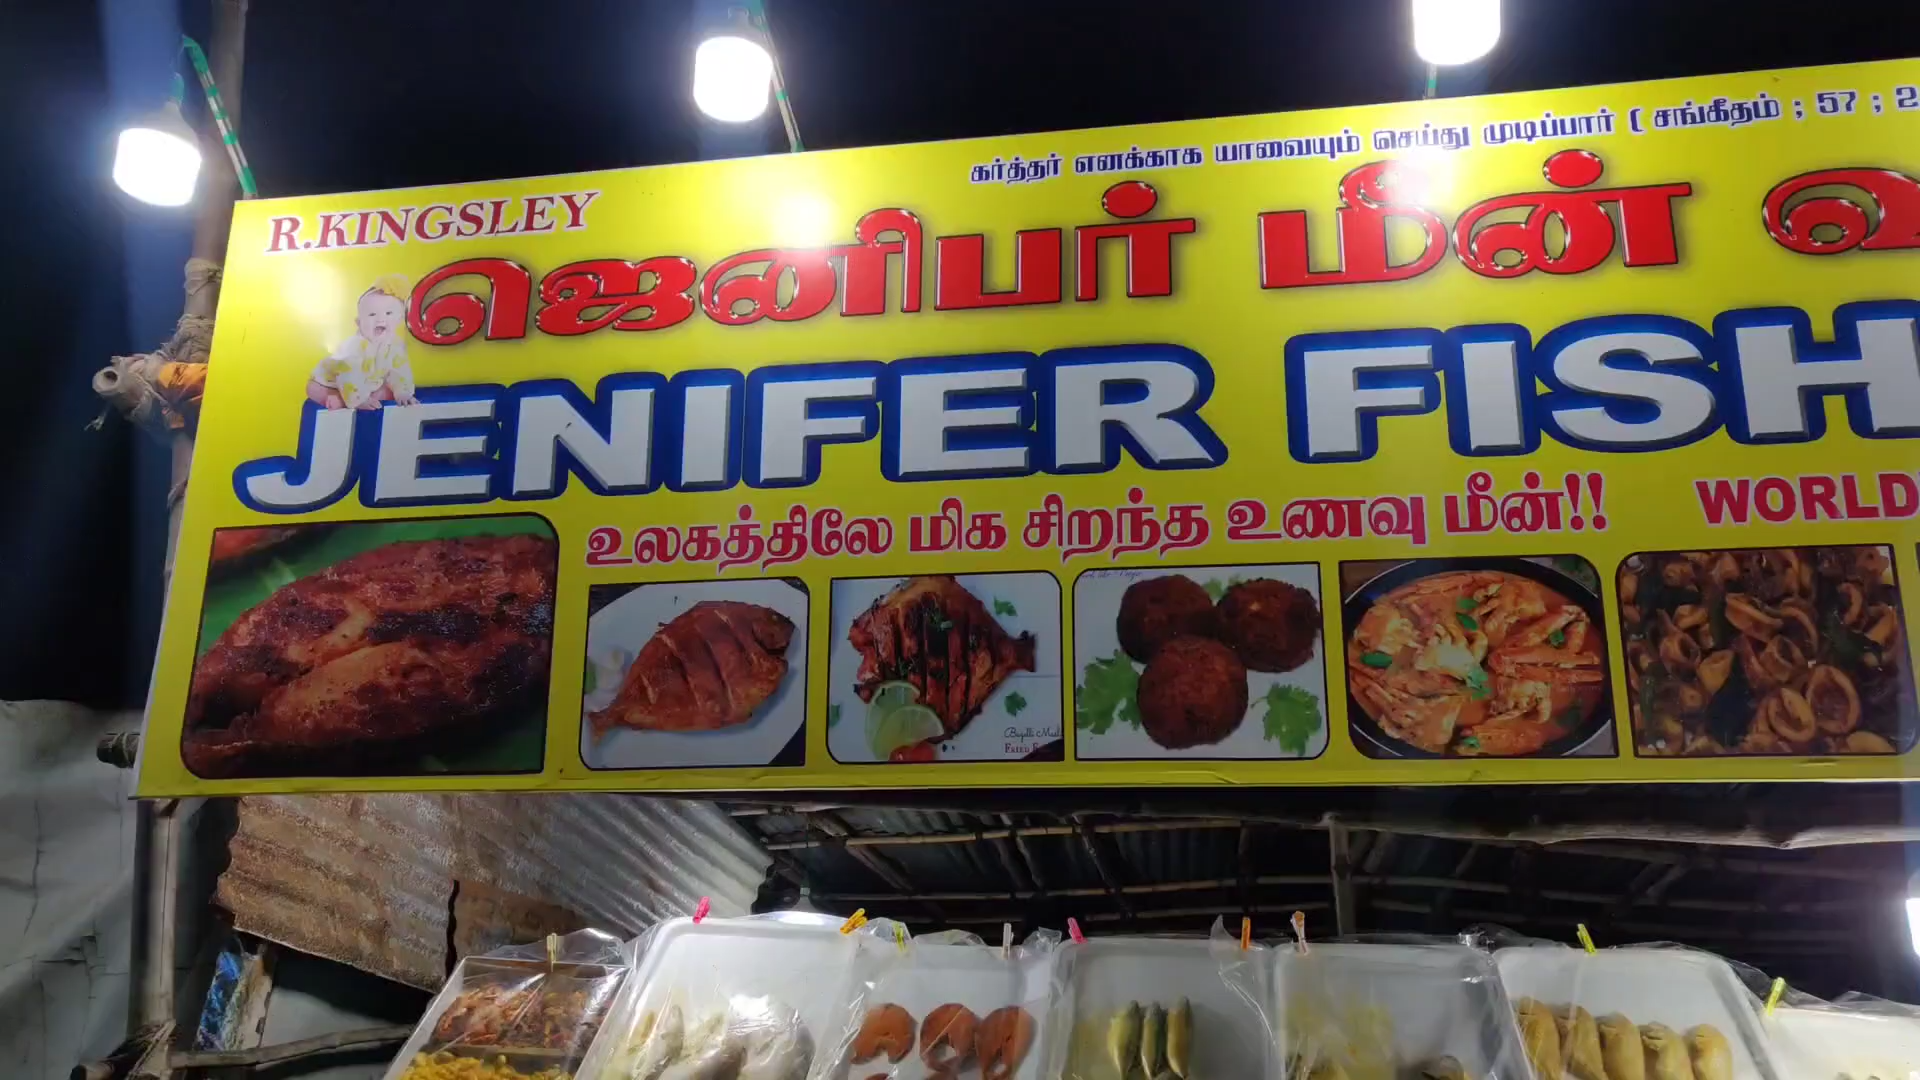 கர்த்தர் எனக்காக யாவையும் செய்து முடிப்பார் ( சங்கீதம் ; 57 ; 2
R.KINGSLEY
ஜெனிபர் மீன்
JENIFER FISH
உலகத்திலே மிக சிறந்த உணவு மீன்!! WORLD